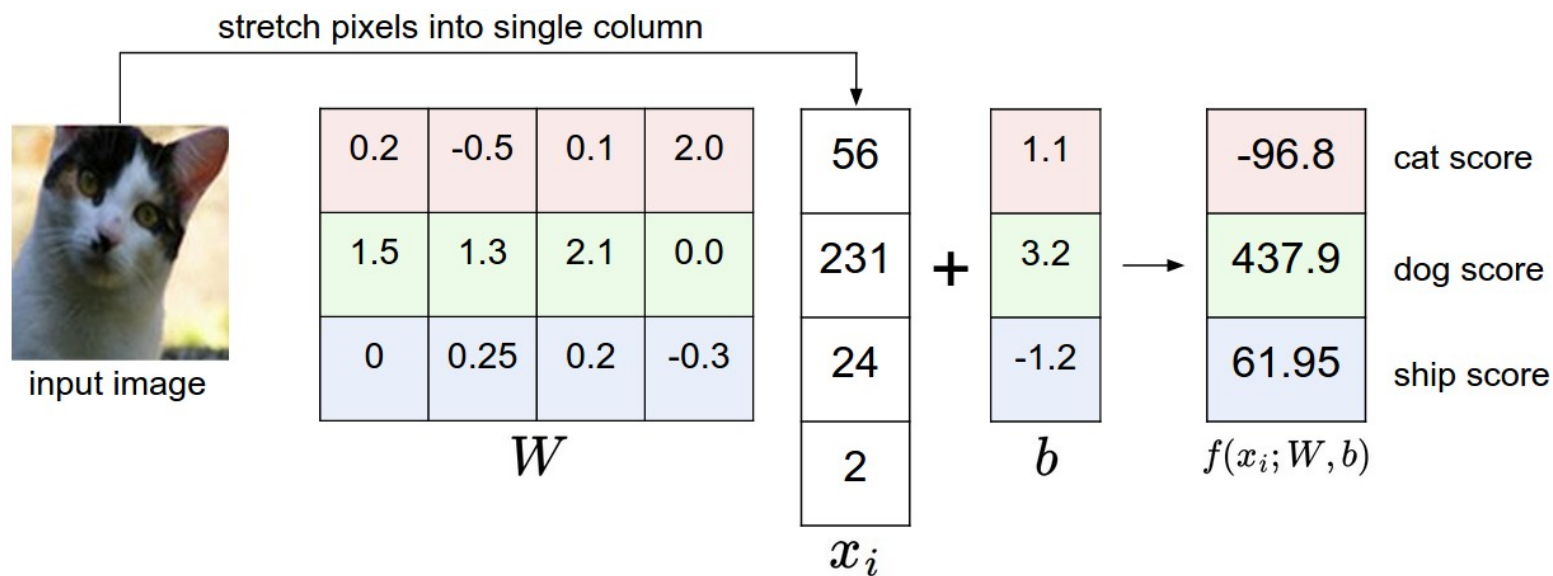 stretch pixels into single column
input image
0.2 -0.5 0.1 2.0
1.5 1.3 2.1 0.0
0 0.25 0.2 -0.3
W
56
231
24
2
x_i
+
1.1
3.2
-1.2
b
-96.8 cat score
437.9 dog score
61.95 ship score
f(x_i; W, b)